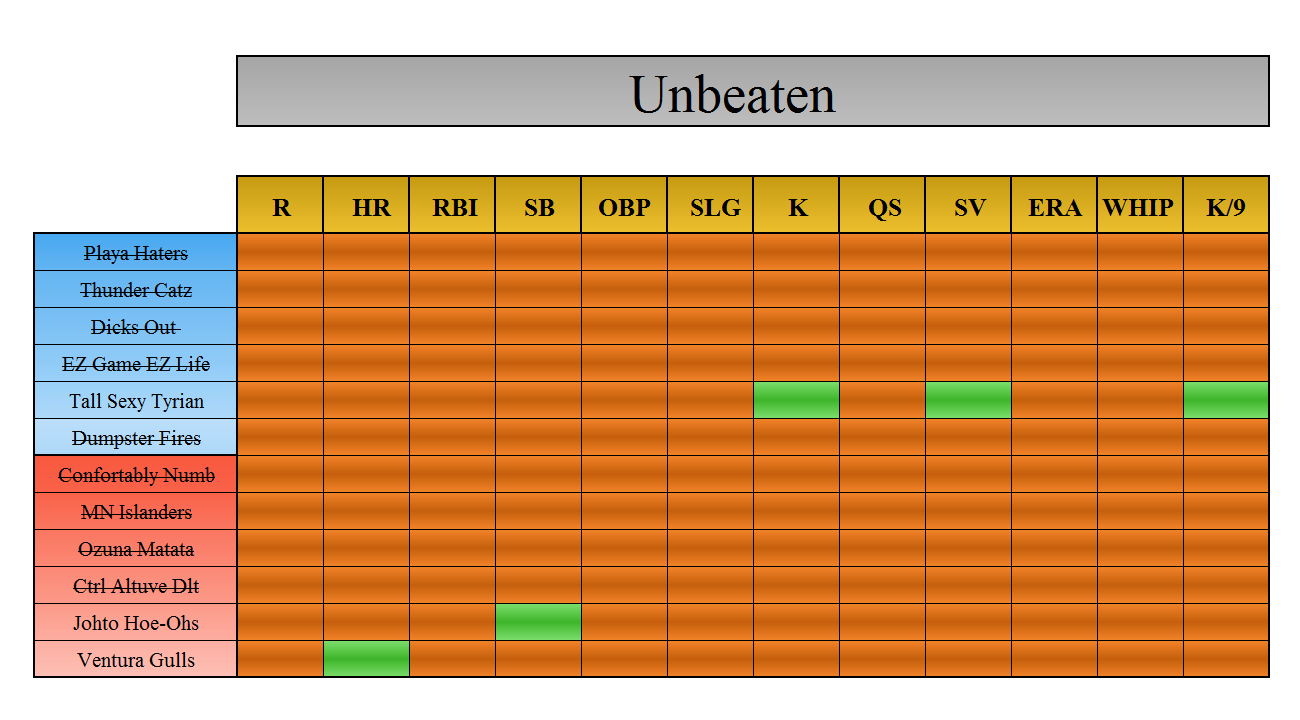 Unbeaten
R HR RBI SB OBP SLG K QS SV ERA WHIP K/9
Playa Haters
Thunder Catz
Dicks Out
EZ Game EZ Life
Tall Sexy Tyrian
Dumpster Fires
Confortably Numb
MN Islanders
Ozuna Matata
Ctrl Altuve Dlt
Johto Hoe-Ohs
Ventura Gulls